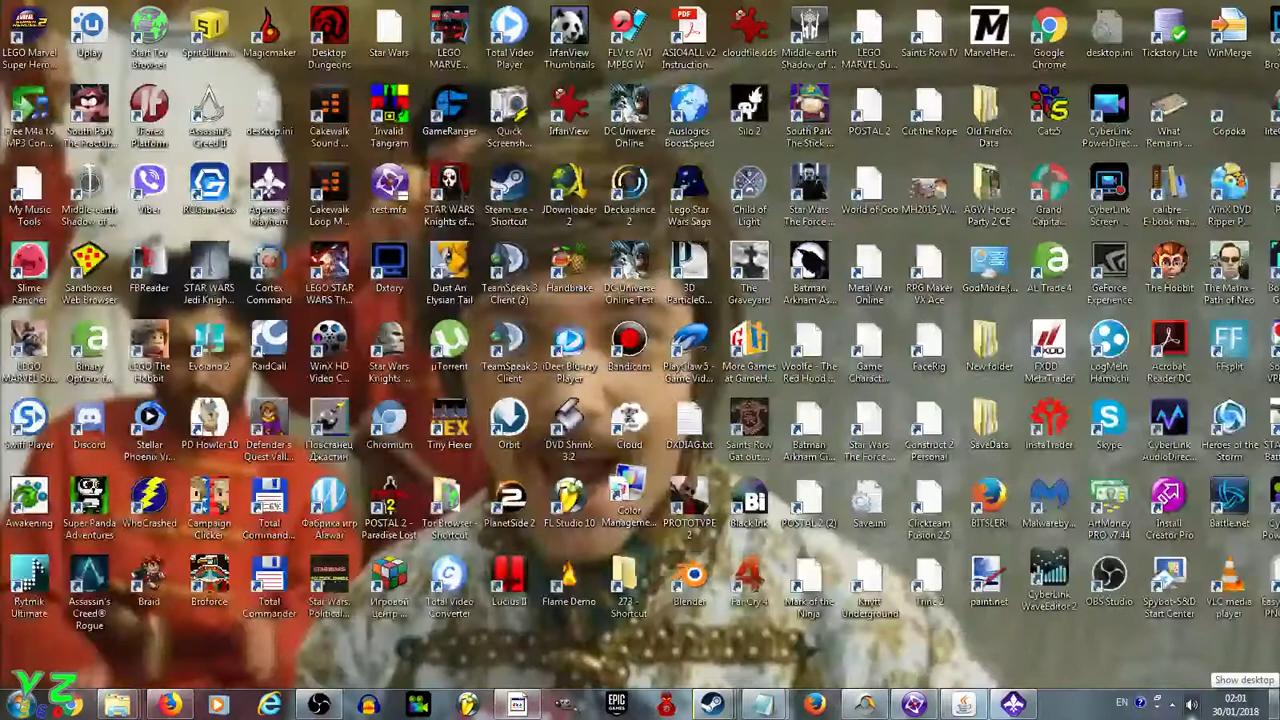 LEGO Marvel
Super Hero...
Uplay
Start Tor
Browser
Spritellum...
Magicmaker
Desktop
Dungeons
Star Wars
LEGO
MARVE...
Total Video
Player
IrfanView
Thumbnails
FLV to AVI
MPEG W...
ASIO4ALL v2
Instruction...
cloudtile.dds
Middle-earth
Shadow of...
LEGO
MARVEL Su...
Saints Row IV
MarvelHer...
Google
Chrome
desktop.ini
Tickstory Lite
WinMerge
Free M4a to
MP3 Con...
South Park
The Fractur...
JForex
Platform
Assassin's
Creed II
desktop.ini
Cakewalk
Sound ...
Invalid
Tangram
GameRanger
Quick
Screensh...
IrfanView
DC Universe
Online
Auslogics
BoostSpeed
Silo 2
South Park
The Stick ...
POSTAL 2
Cut the Rope
Old Firefox
Data
Catz5
CyberLink
PowerDirec...
What
Remains ...
Copoka
My Music
Tools
Middle-earth
Shadow of...
Viber
RCGamebox
Agents of
Mayhem
Cakewalk
Loop M...
test.mfa
STAR WARS
Knights of...
Steam.exe -
Shortcut
JDownloader
2
Deckadance
2
Lego Star
Wars Saga
Child of
Light
Star Wars
The Force ...
World of Goo
MH2015_W...
AGW House
Party 2 CE
Grand
Capita...
CyberLink
Screen ...
calibre -
E-book ma...
WinX DVD
Ripper P...
Slime
Rancher
Sandboxed
Web Browser
FBReader
STAR WARS
Jedi Knigh...
Cortex
Command
LEGO STAR
WARS Th...
Dxtory
Dust An
Elysian Tail
TeamSpeak 3
Client (2)
Handbrake
DC Universe
Online Test
3D
ParticleG...
The
Graveyard
Batman
Arkham As...
Metal War
Online
RPG Maker
VX Ace
GodMode.{...
AL Trade 4
GeForce
Experience
The Hobbit
The Matrix -
Path of Neo
LEGO
MARVEL Su...
Binary
Options f...
LEGO The
Hobbit
Evoland 2
RaidCall
WinX HD
Video C...
Star Wars
Knights ...
µTorrent
TeamSpeak 3
Client
iDeer Blu-ray
Player
Bandicam
PlayClaw 5 -
Game Vid...
More Games
at GameH...
Woolfe - The
Red Hood ...
Game
Charact...
FaceRig
New folder
FXDD
MetaTrader
LogMeIn
Hamachi
Acrobat
Reader DC
FFsplit
Swift Player
Discord
Stellar
Phoenix Vi...
PD Howler 10
Defender's
Quest Vall...
Повстанец
Джастин
Chromium
Tiny Hexer
Orbit
DVD Shrink
3.2
Cloud
DXDIAG.txt
Saints Row
Gat out ...
Batman
Arkham Ci...
Star Wars
The Force ...
Construct 2
Personal
SaveData
InstaTrader
Skype
CyberLink
AudioDirec...
Heroes of the
Storm
Awakening
Super Panda
Adventures
WhoCrashed
Campaign
Clicker
Total
Command...
Фабрика игр
Alawar
POSTAL 2 -
Paradise Lost
Tor Browser -
Shortcut
PlanetSide 2
FL Studio 10
Color
Manageme...
PROTOTYPE
2
Black Ink
POSTAL 2 (2)
Save.ini
Clickteam
Fusion 2.5
BITSLER
Malwareby...
ArtMoney
PRO v7.44
Install
Creator Pro
Battle.net
Rytmik
Ultimate
Assassin's
Creed®
Rogue
Braid
Broforce
Total
Commander
Star Wars.
Political...
Игровой
Центр ...
Total Video
Converter
Lucius II
Flame Demo
273 -
Shortcut
Blender
Far Cry 4
Mark of the
Ninja
Knytt
Underground
Trine 2
paint.net
CyberLink
WaveEditor 2
OBS Studio
Spybot-S&D
Start Center
VLC media
player
Show desktop
YZ
EPIC
GAMES
EN
02:01
30/01/2018